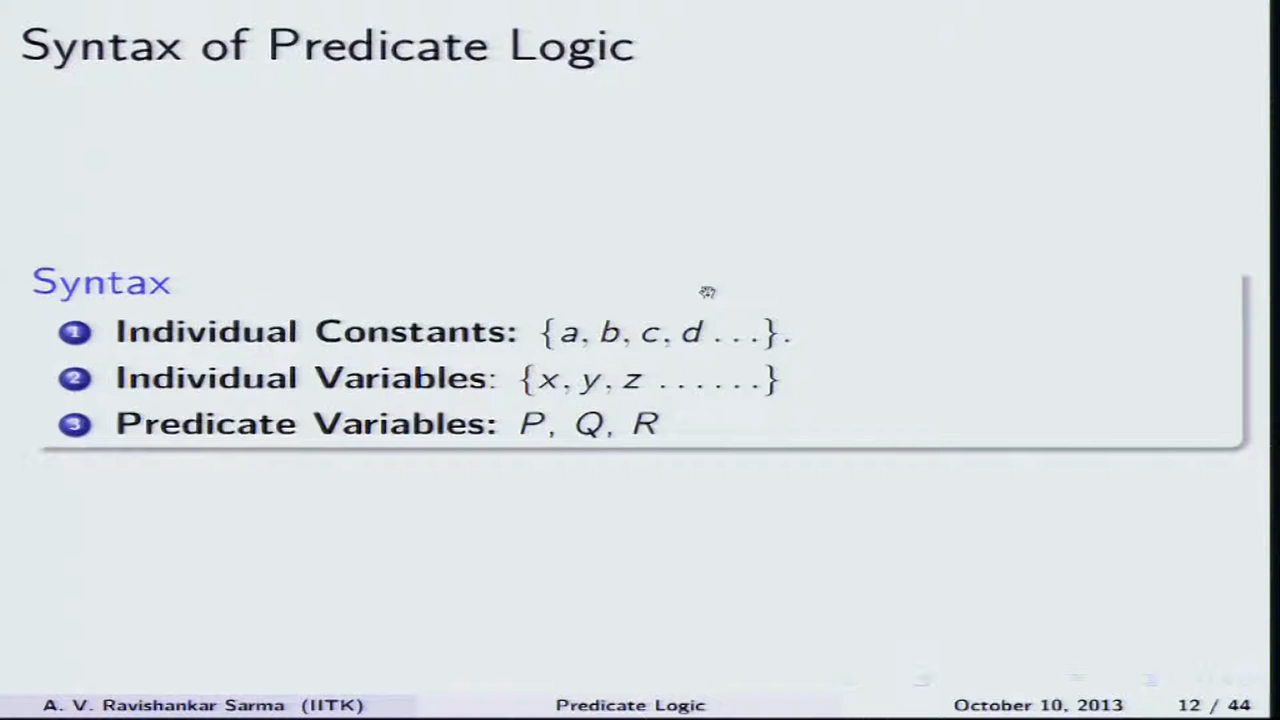 Syntax of Predicate Logic
Syntax
1 Individual Constants: {a, b, c, d ...}.
2 Individual Variables: {x, y, z ......}
3 Predicate Variables: P, Q, R
A. V. Ravishankar Sarma (IITK) Predicate Logic October 10, 2013 12 / 44